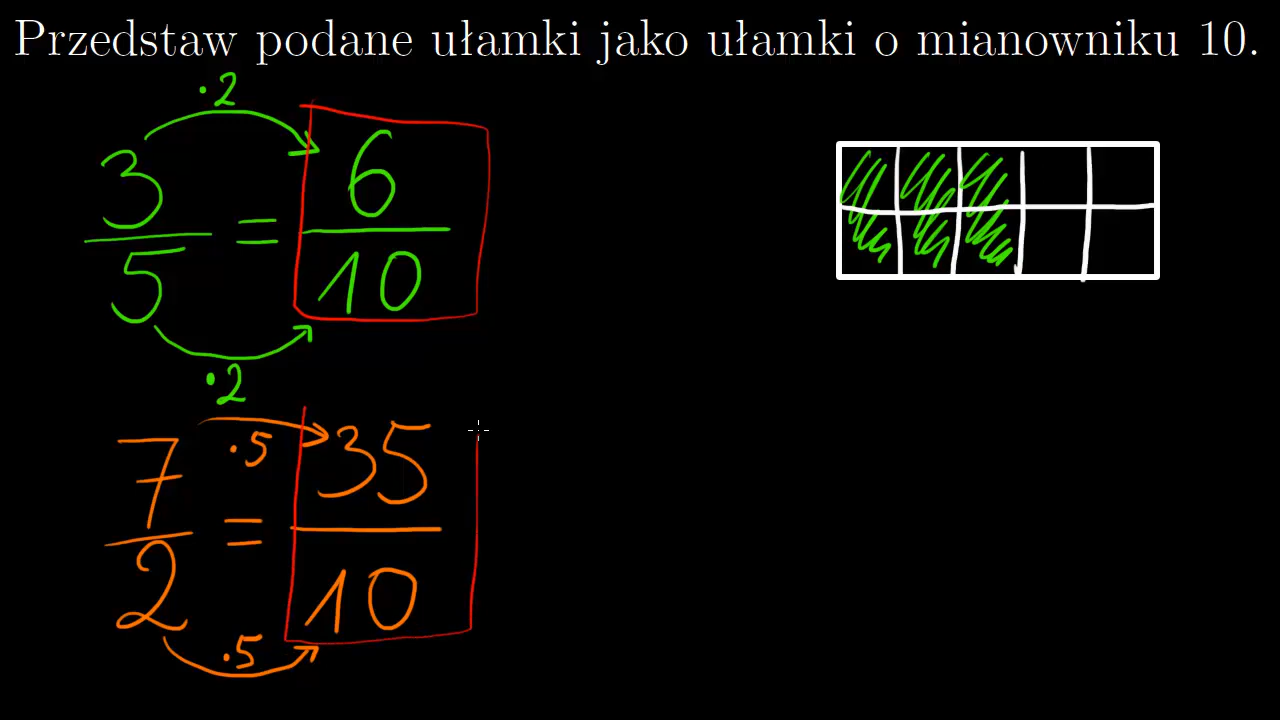 Przedstaw podane ułamki jako ułamki o mianowniku 10.
·2
3/5 = 6/10
·2
·5
7/2 = 35/10
·5